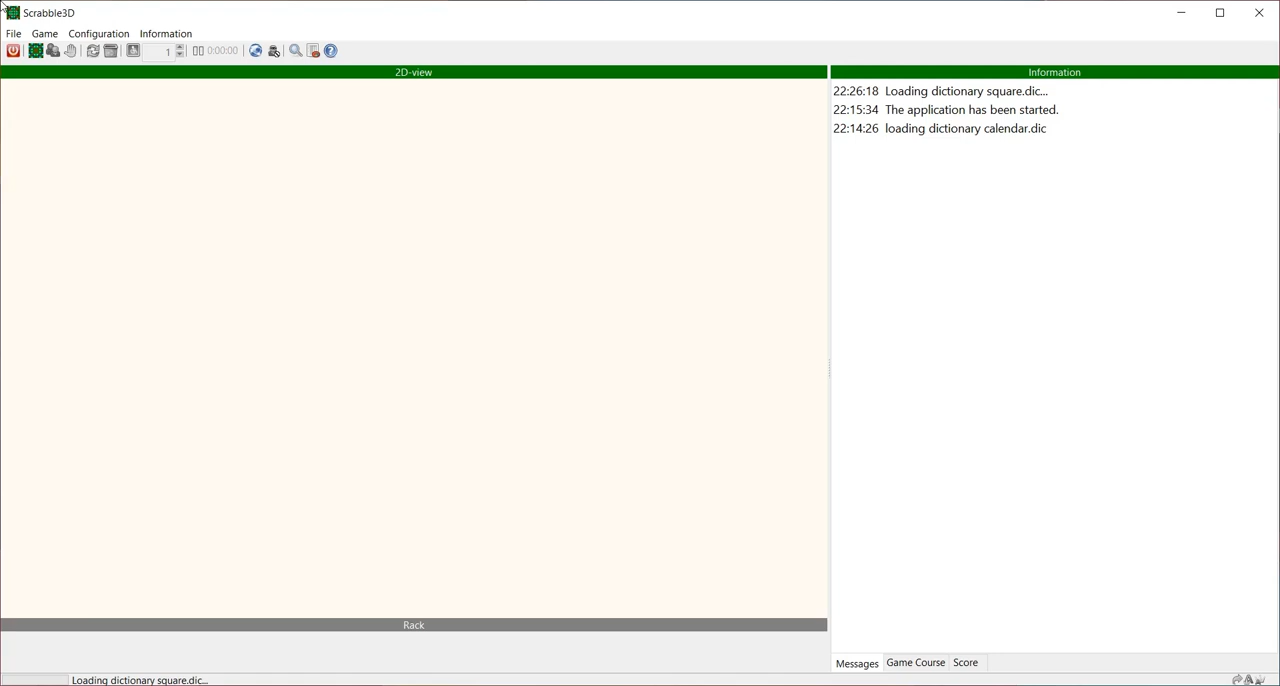 Scrabble3D
File Game Configuration Information
1 0:00:00
2D-view
Information
22:26:18 Loading dictionary square.dic...
22:15:34 The application has been started.
22:14:26 loading dictionary calendar.dic
Rack
Messages Game Course Score
Loading dictionary square.dic...